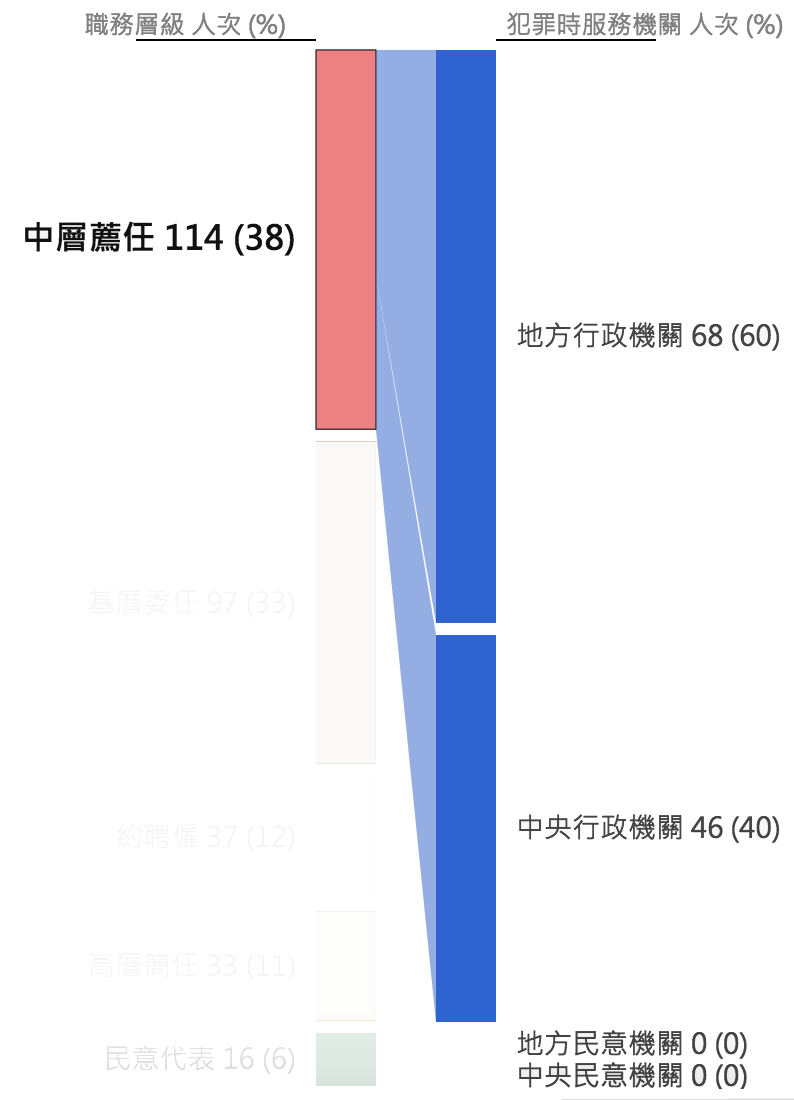 職務層級 人次 (%)
犯罪時服務機關 人次 (%)
中層薦任 114 (38)
地方行政機關 68 (60)
基層委任 97 (33)
中央行政機關 46 (40)
約聘僱 37 (12)
高層簡任 33 (11)
地方民意機關 0 (0)
民意代表 16 (6)
中央民意機關 0 (0)